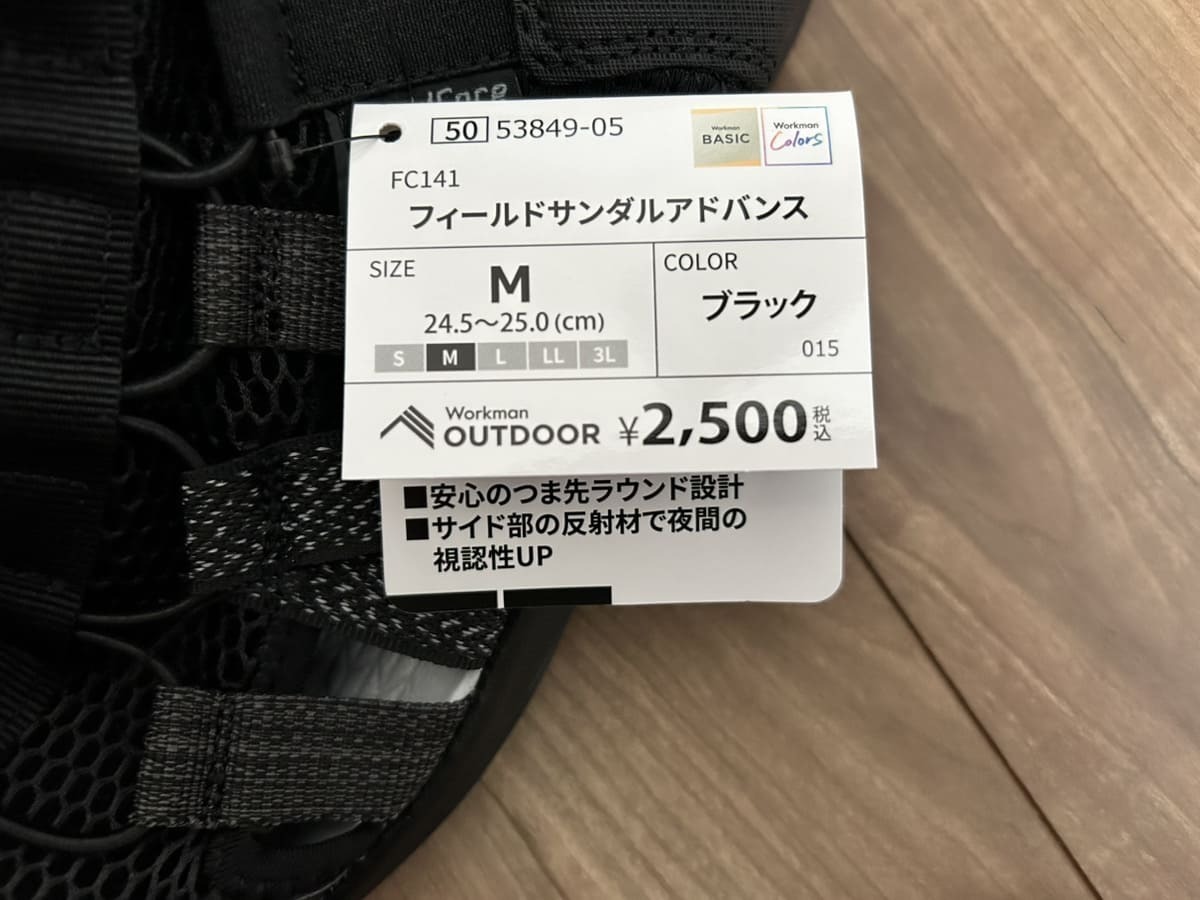 50 53849-05
Workman
BASIC
Workman
Colors
FC141
フィールドサンダルアドバンス
SIZE
M
24.5〜25.0 (cm)
S M L LL 3L
COLOR
ブラック
015
Workman
OUTDOOR ¥2,500 税込
■安心のつま先ラウンド設計
■サイド部の反射材で夜間の
視認性UP